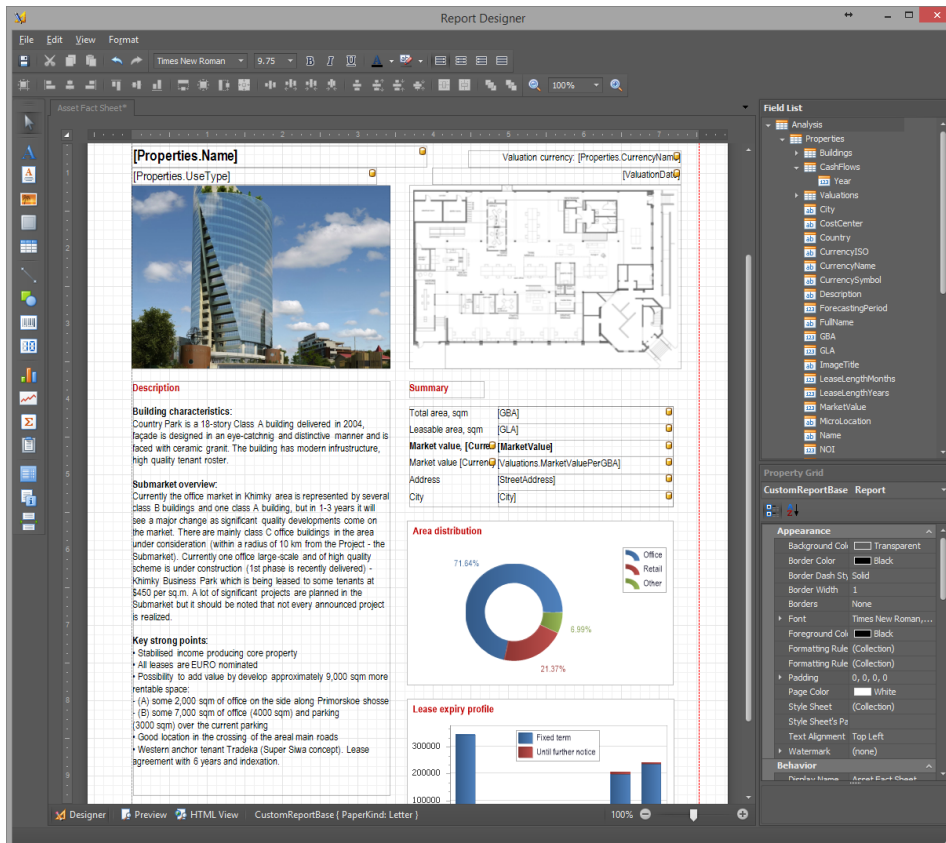 Report Designer
File Edit View Format
Times New Roman 9.75 B I U A
100%
Asset Fact Sheet*
1 2 3 4 5 6 7
[Properties.Name]
Valuation currency: [Properties.CurrencyName]
[Properties.UseType]
[ValuationDate]
Description
Building characteristics:
Country Park is a 18-story Class A building delivered in 2004,
façade is designed in an eye-catchnig and distinctive manner and is
faced with ceramic granit. The building has modern infrastructure,
high quality tenant roster.
Submarket overview:
Currently the office market in Khimky area is represented by several
class B buildings and one class A building, but in 1-3 years it will
see a major change as significant quality developments come on
the market. There are mainly class C office buildings in the area
under consideration (within a radius of 10 km from the Project - the
Submarket). Currently one office large-scale and of high quality
scheme is under construction (1st phase is recently delivered) -
Khimky Business Park which is being leased to some tenants at
$450 per sq.m. A lot of significant projects are planned in the
Submarket but it should be noted that not every announced project
is realized.
Key strong points:
• Stabilised income producing core property
• All leases are EURO nominated
• Possibility to add value by develop approximately 9,000 sqm more
rentable space:
- (A) some 2,000 sqm of office on the side along Primorskoe shosse
- (B) some 7,000 sqm of office (4000 sqm) and parking
(3000 sqm) over the current parking
• Good location in the crossing of the areal main roads
• Western anchor tenant Tradeka (Super Siwa concept). Lease
agreement with 6 years and indexation.
Summary
Total area, sqm [GBA]
Leasable area, sqm [GLA]
Market value, [Curre [MarketValue]
Market value [Currenc [Valuations.MarketValuePerGBA]
Address [StreetAddress]
City [City]
Area distribution
71.64%
6.99%
21.37%
Office
Retail
Other
Lease expiry profile
Fixed term
Until further notice
300000
200000
100000
Designer Preview HTML View CustomReportBase { PaperKind: Letter } 100%
Field List
Analysis
Properties
Buildings
CashFlows
Year
Valuations
City
CostCenter
Country
CurrencyISO
CurrencyName
CurrencySymbol
Description
ForecastingPeriod
FullName
GBA
GLA
ImageTitle
LeaseLengthMonths
LeaseLengthYears
MarketValue
MicroLocation
Name
NOI
Property Grid
CustomReportBase Report
Appearance
Background Col Transparent
Border Color Black
Border Dash Sty Solid
Border Width 1
Borders None
Font Times New Roman,...
Foreground Col Black
Formatting Rule (Collection)
Formatting Rule (Collection)
Padding 0, 0, 0, 0
Page Color White
Style Sheet (Collection)
Style Sheet's Pa
Text Alignment Top Left
Watermark (none)
Behavior
Display Name Asset Fact Sheet